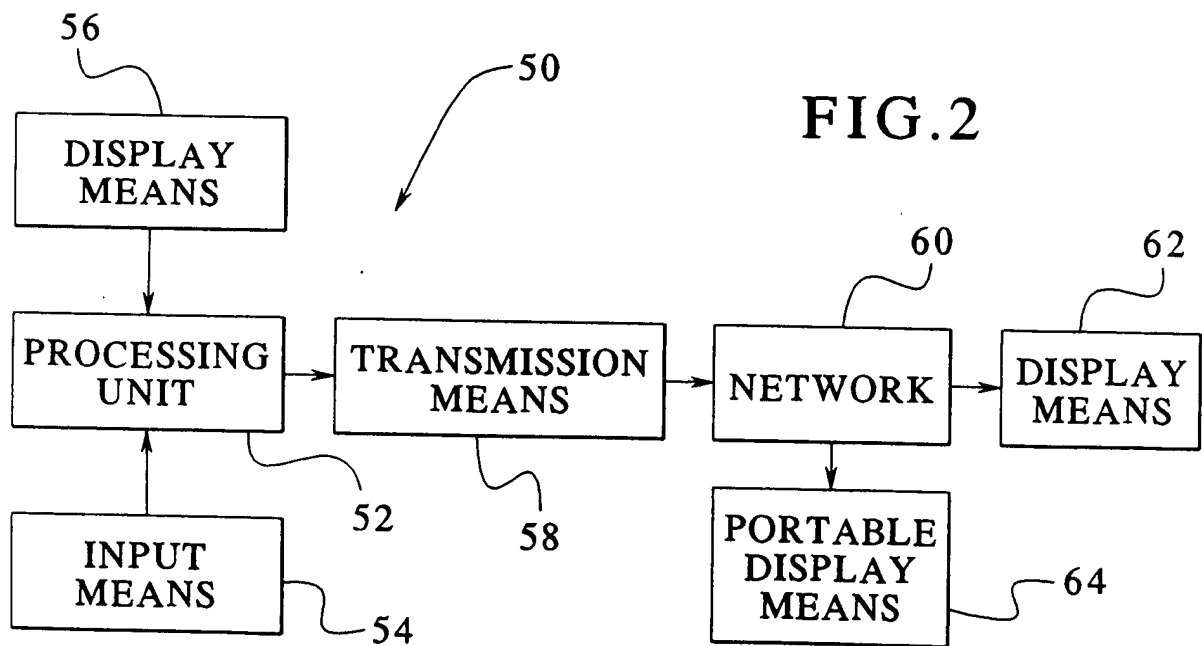 56
50
FIG.2
DISPLAY
MEANS
60
62
PROCESSING
UNIT
TRANSMISSION
MEANS
NETWORK
DISPLAY
MEANS
52
58
INPUT
MEANS
54
PORTABLE
DISPLAY
MEANS
64